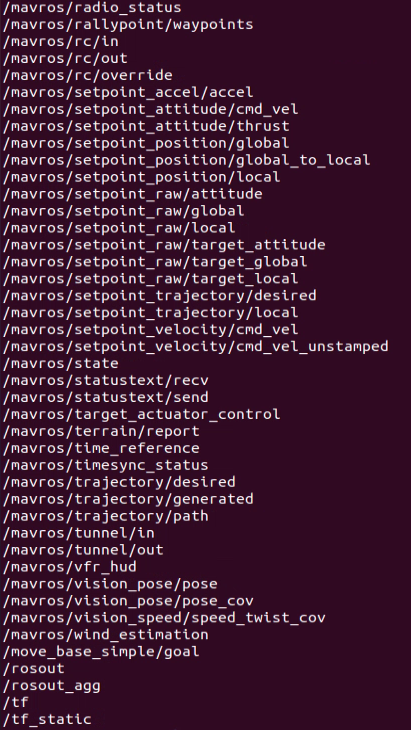 /mavros/radio_status
/mavros/rallypoint/waypoints
/mavros/rc/in
/mavros/rc/out
/mavros/rc/override
/mavros/setpoint_accel/accel
/mavros/setpoint_attitude/cmd_vel
/mavros/setpoint_attitude/thrust
/mavros/setpoint_position/global
/mavros/setpoint_position/global_to_local
/mavros/setpoint_position/local
/mavros/setpoint_raw/attitude
/mavros/setpoint_raw/global
/mavros/setpoint_raw/local
/mavros/setpoint_raw/target_attitude
/mavros/setpoint_raw/target_global
/mavros/setpoint_raw/target_local
/mavros/setpoint_trajectory/desired
/mavros/setpoint_trajectory/local
/mavros/setpoint_velocity/cmd_vel
/mavros/setpoint_velocity/cmd_vel_unstamped
/mavros/state
/mavros/statustext/recv
/mavros/statustext/send
/mavros/target_actuator_control
/mavros/terrain/report
/mavros/time_reference
/mavros/timesync_status
/mavros/trajectory/desired
/mavros/trajectory/generated
/mavros/trajectory/path
/mavros/tunnel/in
/mavros/tunnel/out
/mavros/vfr_hud
/mavros/vision_pose/pose
/mavros/vision_pose/pose_cov
/mavros/vision_speed/speed_twist_cov
/mavros/wind_estimation
/move_base_simple/goal
/rosout
/rosout_agg
/tf
/tf_static